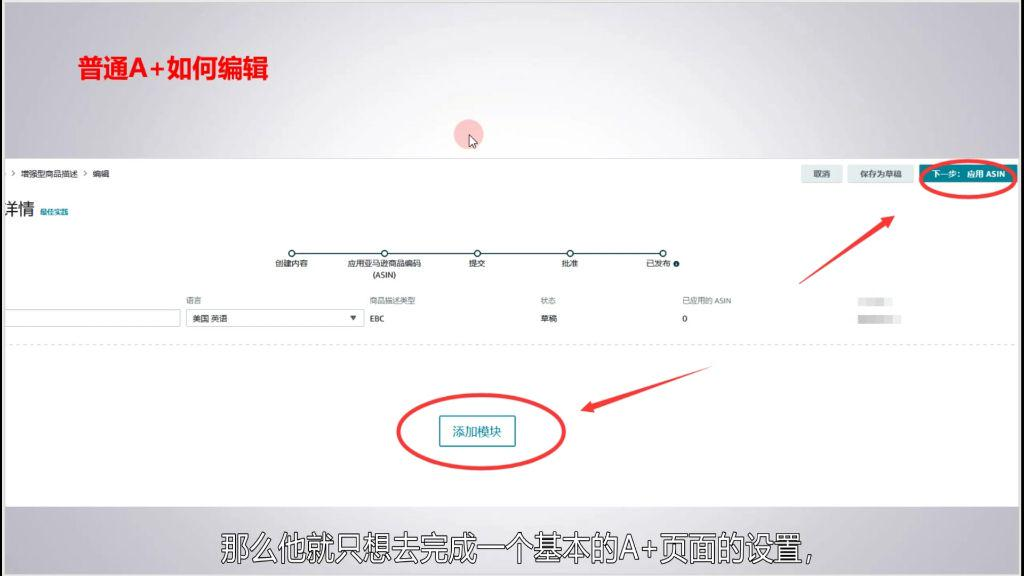 普通A+如何编辑
> 增强型商品描述 > 编辑
取消
保存为草稿
下一步： 应用 ASIN
详情 最佳实践
创建内容
应用亚马逊商品编码
(ASIN)
提交
批准
已发布
语言
商品描述类型
状态
已应用的 ASIN
美国 英语
EBC
草稿
0
添加模块
那么他就只想去完成一个基本的A+页面的设置，